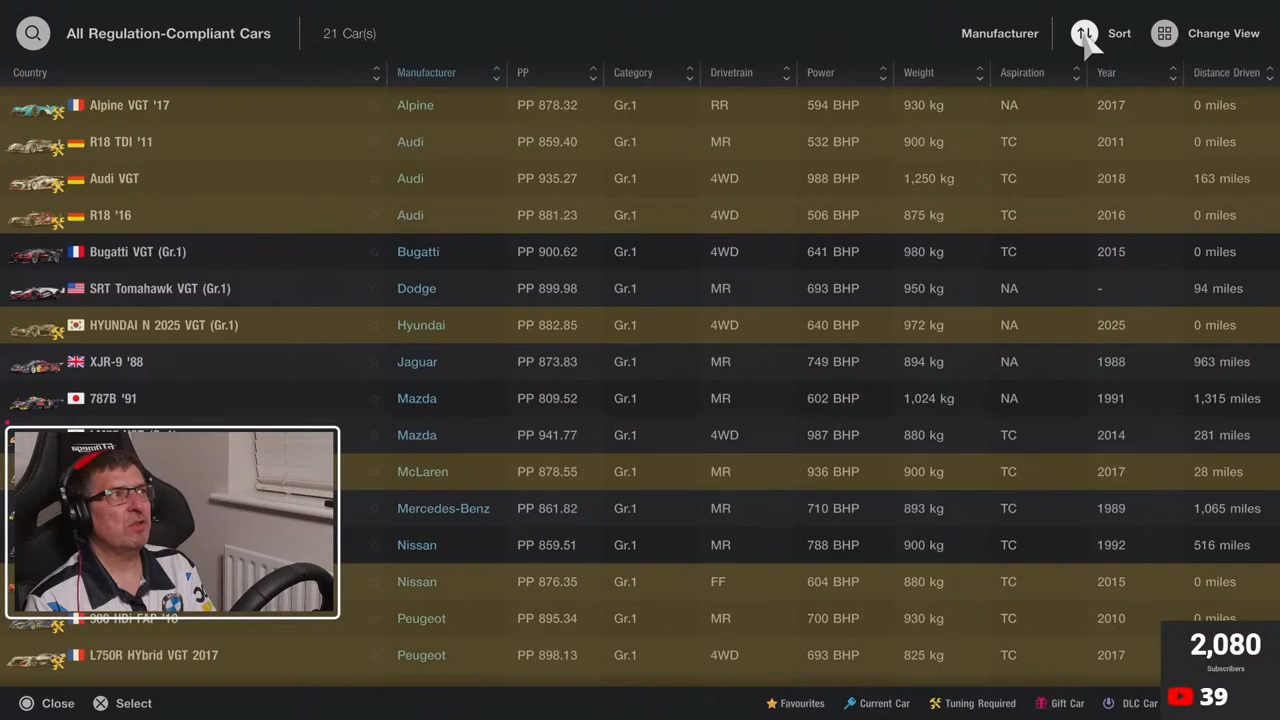 All Regulation-Compliant Cars 21 Car(s) Manufacturer Sort Change View
Country Manufacturer PP Category Drivetrain Power Weight Aspiration Year Distance Driven
Alpine VGT '17 Alpine PP 878.32 Gr.1 RR 594 BHP 930 kg NA 2017 0 miles
R18 TDI '11 Audi PP 859.40 Gr.1 MR 532 BHP 900 kg TC 2011 0 miles
Audi VGT Audi PP 935.27 Gr.1 4WD 988 BHP 1,250 kg TC 2018 163 miles
R18 '16 Audi PP 881.23 Gr.1 4WD 506 BHP 875 kg TC 2016 0 miles
Bugatti VGT (Gr.1) Bugatti PP 900.62 Gr.1 4WD 641 BHP 980 kg TC 2015 0 miles
SRT Tomahawk VGT (Gr.1) Dodge PP 899.98 Gr.1 MR 693 BHP 950 kg NA - 94 miles
HYUNDAI N 2025 VGT (Gr.1) Hyundai PP 882.85 Gr.1 4WD 640 BHP 972 kg NA 2025 0 miles
XJR-9 '88 Jaguar PP 873.83 Gr.1 MR 749 BHP 894 kg NA 1988 963 miles
787B '91 Mazda PP 809.52 Gr.1 MR 602 BHP 1,024 kg NA 1991 1,315 miles
Mazda PP 941.77 Gr.1 4WD 987 BHP 880 kg TC 2014 281 miles
McLaren PP 878.55 Gr.1 MR 936 BHP 900 kg TC 2017 28 miles
Mercedes-Benz PP 861.82 Gr.1 MR 710 BHP 893 kg TC 1989 1,065 miles
Nissan PP 859.51 Gr.1 MR 788 BHP 900 kg TC 1992 516 miles
Nissan PP 876.35 Gr.1 FF 604 BHP 880 kg TC 2015 0 miles
Peugeot PP 895.34 Gr.1 MR 700 BHP 930 kg TC 2010 0 miles
L750R HYbrid VGT 2017 Peugeot PP 898.13 Gr.1 4WD 693 BHP 825 kg TC 2017
2,080
Subscribers
39
Close Select Favourites Current Car Tuning Required Gift Car DLC Car